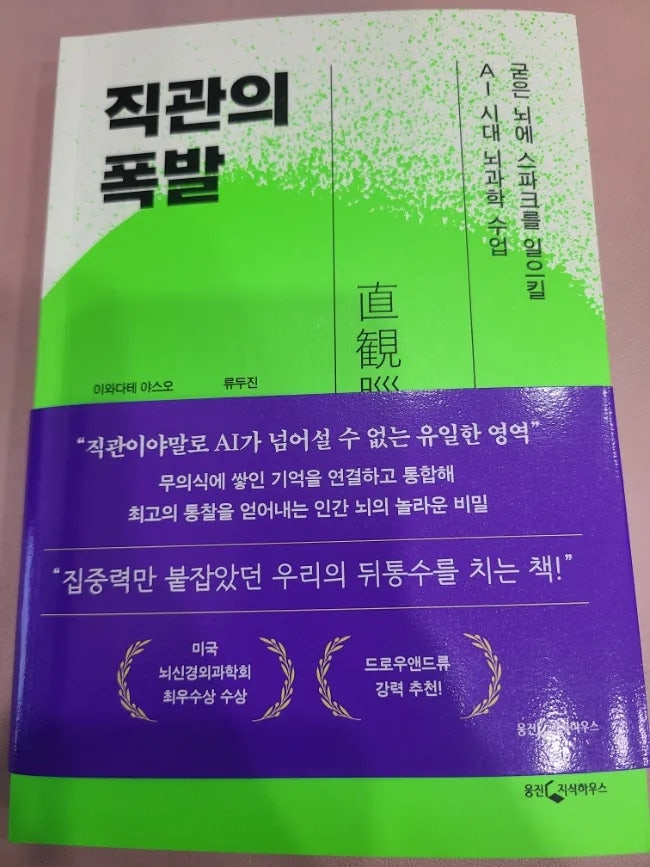 직관의
폭발
굳은 뇌에 스파크를 일으킬
AI 시대 뇌과학 수업
直観
이와다테 야스오
류두진
“직관이야말로 AI가 넘어설 수 없는 유일한 영역”
무의식에 쌓인 기억을 연결하고 통합해
최고의 통찰을 얻어내는 인간 뇌의 놀라운 비밀
“집중력만 붙잡았던 우리의 뒤통수를 치는 책!”
미국
뇌신경외과학회
최우수상 수상
드로우앤드류
강력 추천!
웅진지식하우스
웅진지식하우스